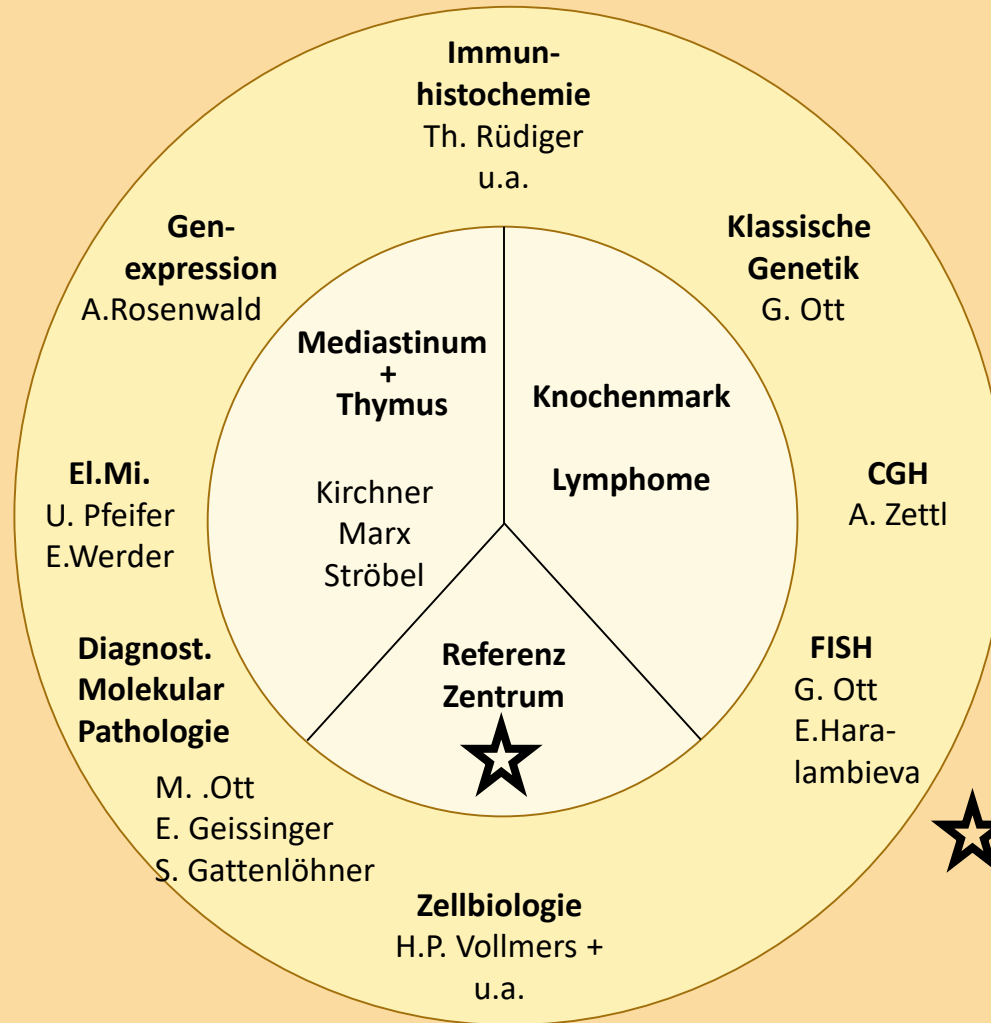 Immun-
histochemie
Th. Rüdiger
u.a.
Klassische
Genetik
G. Ott
CGH
A. Zettl
FISH
G. Ott
E.Hara-
lambieva
Zellbiologie
H.P. Vollmers +
u.a.
Diagnost.
Molekular
Pathologie
M. .Ott
E. Geissinger
S. Gattenlöhner
El.Mi.
U. Pfeifer
E.Werder
Gen-
expression
A.Rosenwald
Mediastinum
+
Thymus
Kirchner
Marx
Ströbel
Knochenmark
Lymphome
Referenz
Zentrum